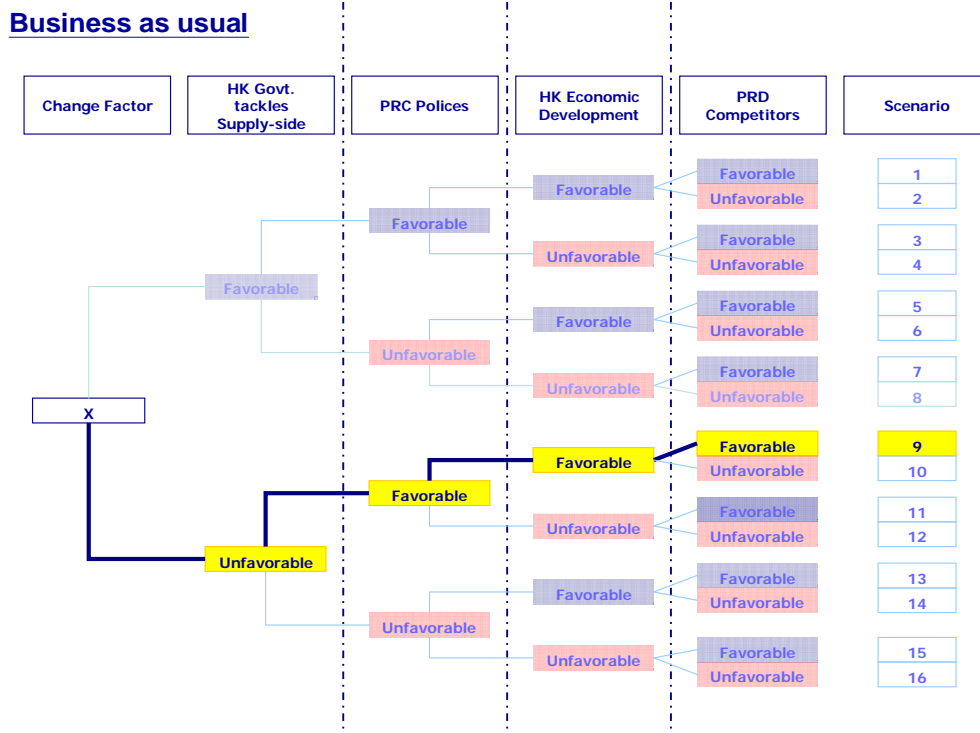 Business as usual
Change Factor
HK Govt.
tackles
Supply-side
PRC Polices
HK Economic
Development
PRD
Competitors
Scenario
Favorable
1
Favorable
Unfavorable
2
Favorable
Favorable
3
Unfavorable
Unfavorable
4
Favorable
Favorable
5
Favorable
Unfavorable
6
Unfavorable
Favorable
7
Unfavorable
Unfavorable
8
X
Favorable
9
Favorable
Unfavorable
10
Favorable
Favorable
11
Unfavorable
Unfavorable
12
Unfavorable
Favorable
13
Favorable
Unfavorable
14
Unfavorable
Favorable
15
Unfavorable
Unfavorable
16